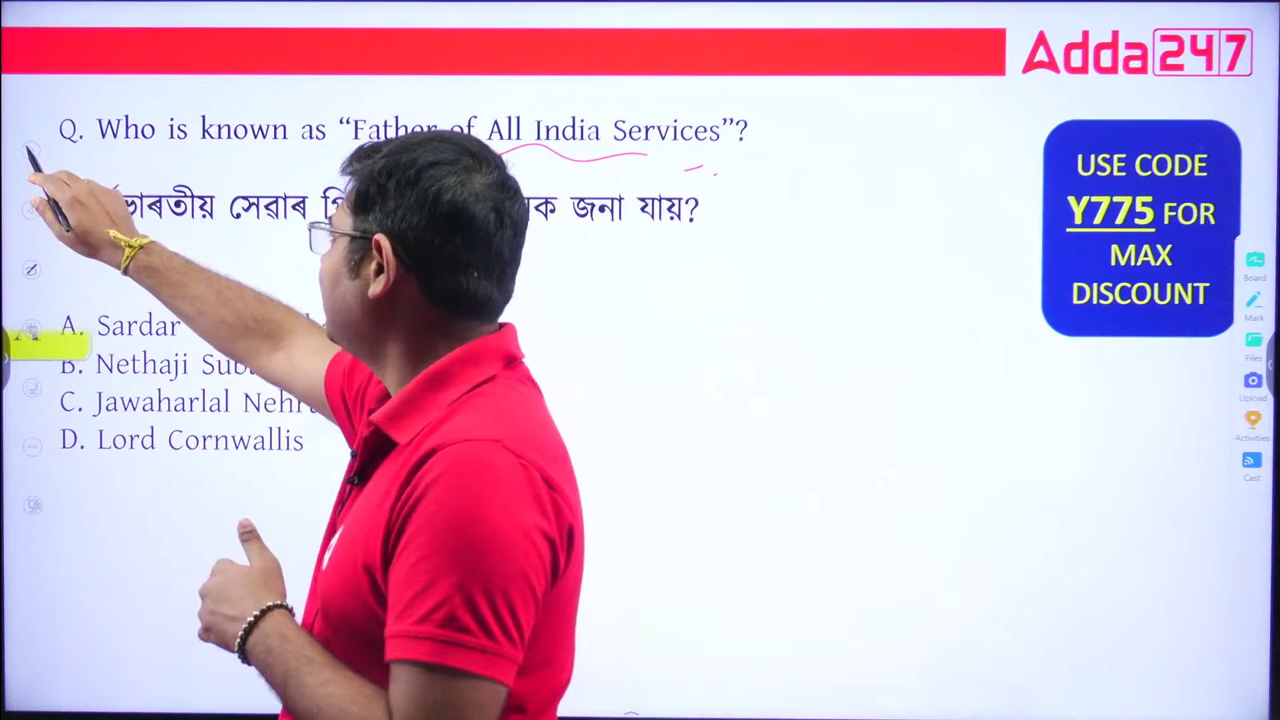 Adda247
Q. Who is known as “Father of All India Services”?
সেৱাৰ জনা যায়?
USE CODE
Y775 FOR
MAX
DISCOUNT
A. Sardar
B. Nethaji
C. Jawaharlal Nehru
D. Lord Cornwallis
Board
Mark
Files
Upload
Activities
Cast